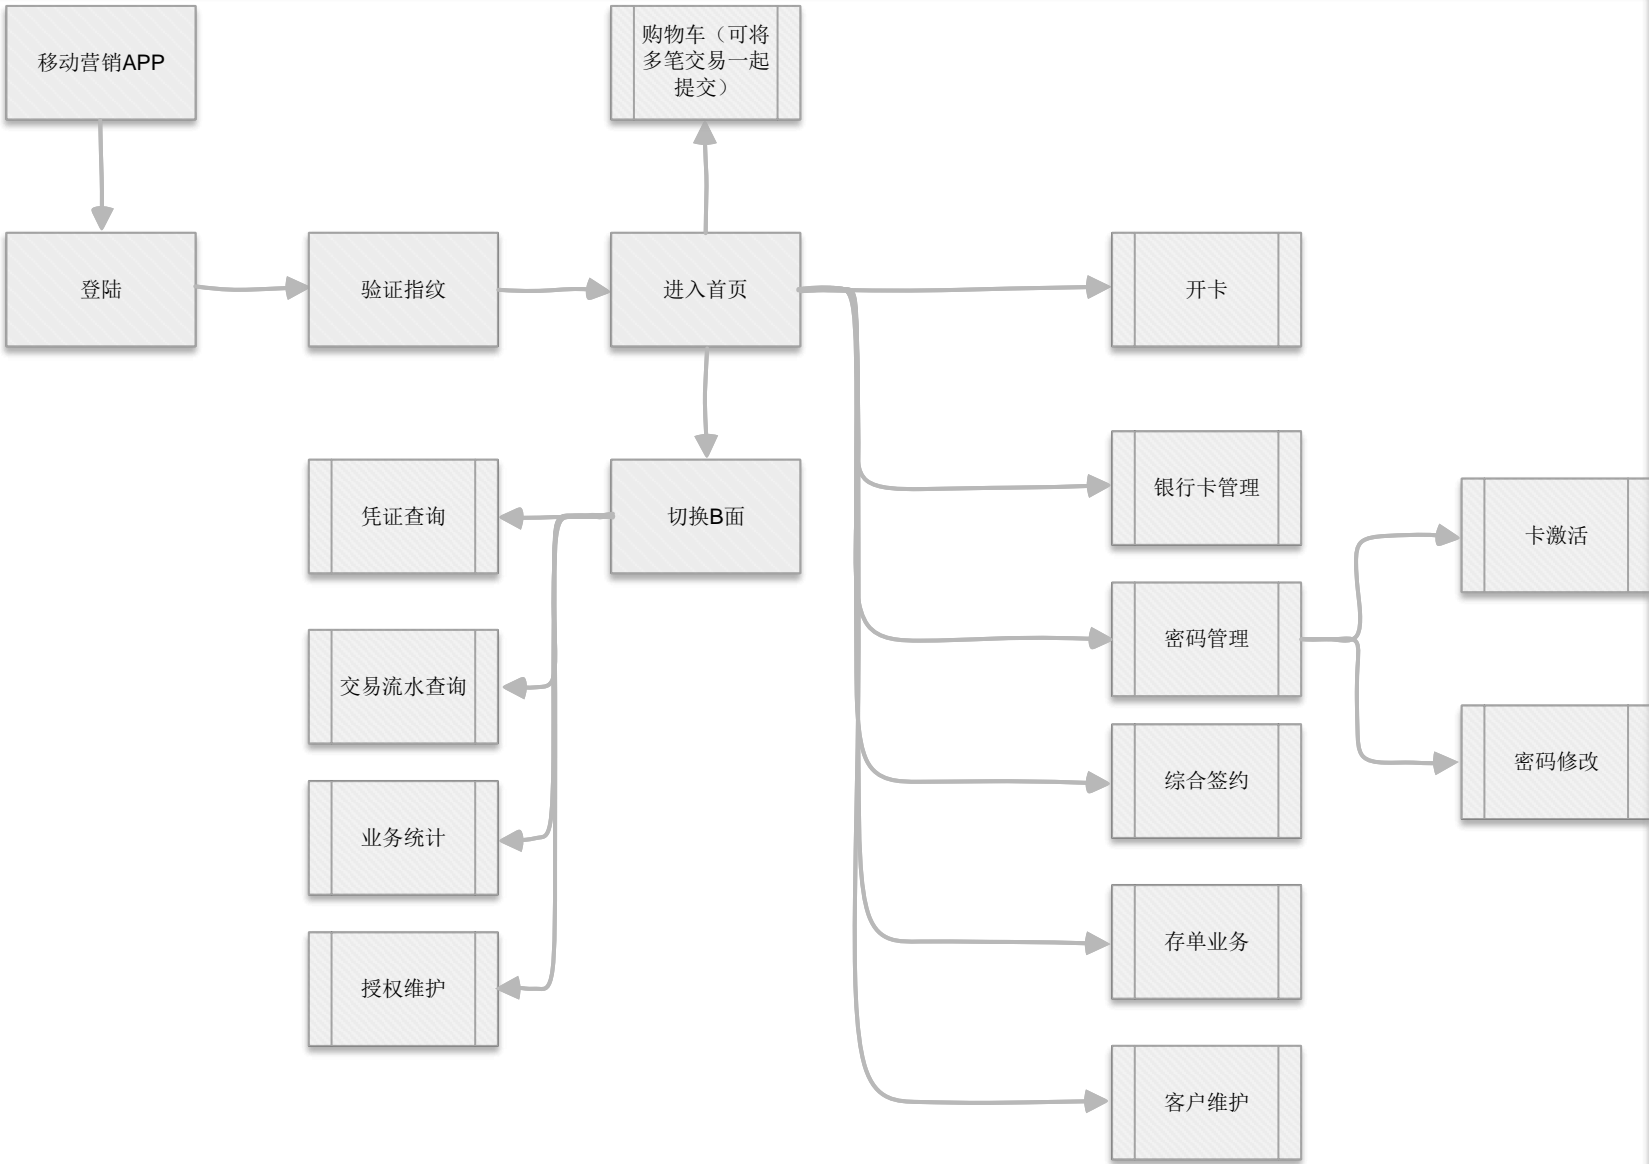 移动营销APP
购物车（可将
多笔交易一起
提交）
登陆
验证指纹
进入首页
开卡
凭证查询
切换B面
银行卡管理
卡激活
交易流水查询
密码管理
密码修改
业务统计
综合签约
授权维护
存单业务
客户维护